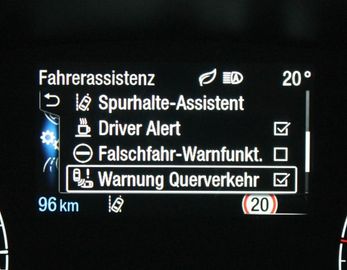 Fahrerassistenz 20°
Spurhalte-Assistent
Driver Alert
Falschfahr-Warnfunkt.
Warnung Querverkehr
96 km 20